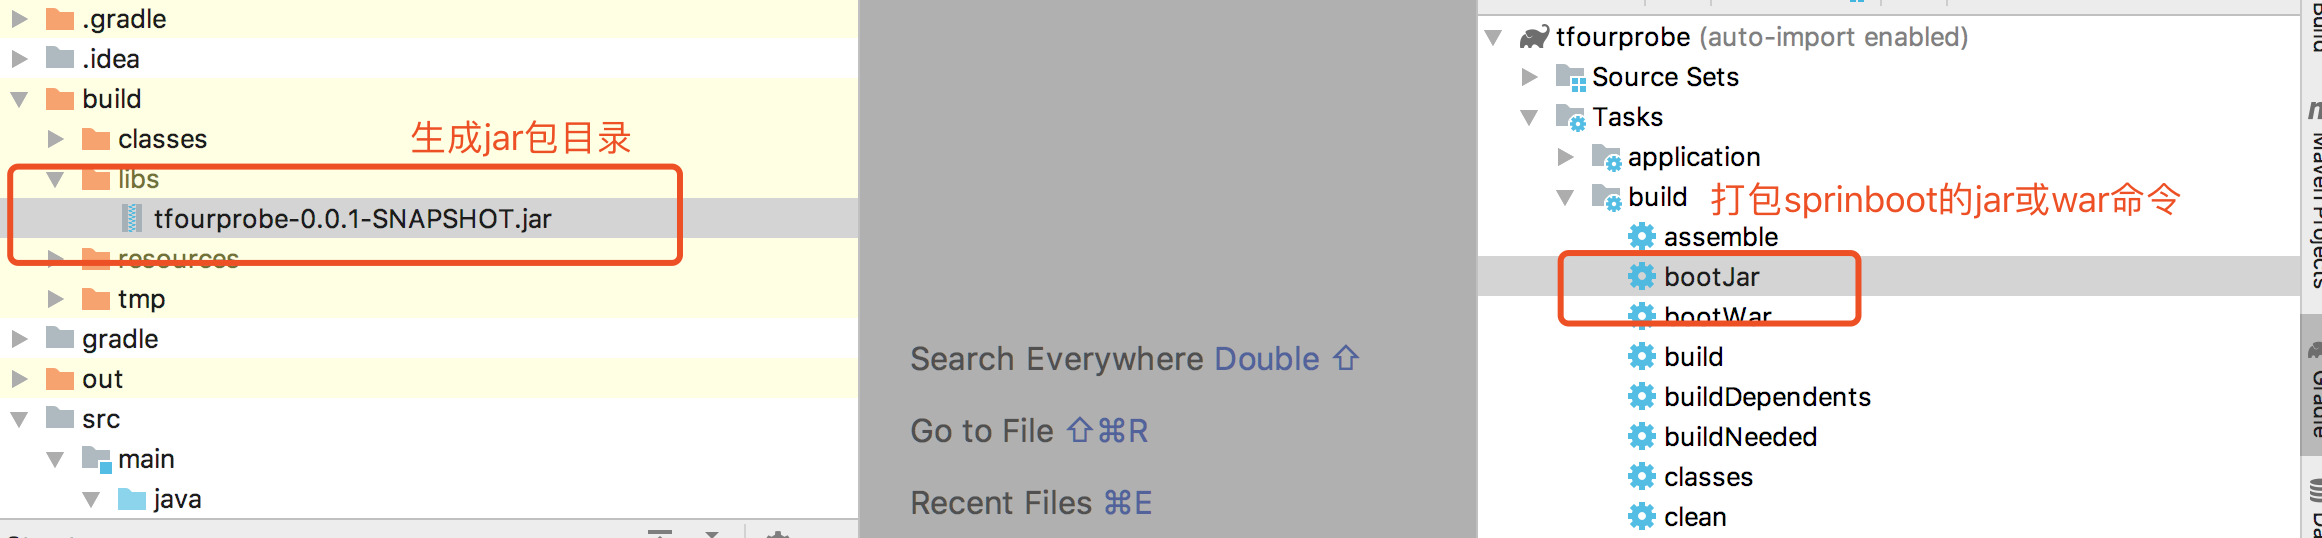 .gradle
.idea
build
classes
生成jar包目录
libs
tfourprobe-0.0.1-SNAPSHOT.jar
resources
tmp
gradle
out
src
main
java
Search Everywhere Double ⇧
Go to File ⇧⌘R
Recent Files ⌘E
tfourprobe (auto-import enabled)
Source Sets
Tasks
application
build 打包sprinboot的jar或war命令
assemble
bootJar
bootWar
build
buildDependents
buildNeeded
classes
clean
Build
Maven Projects
Gradle